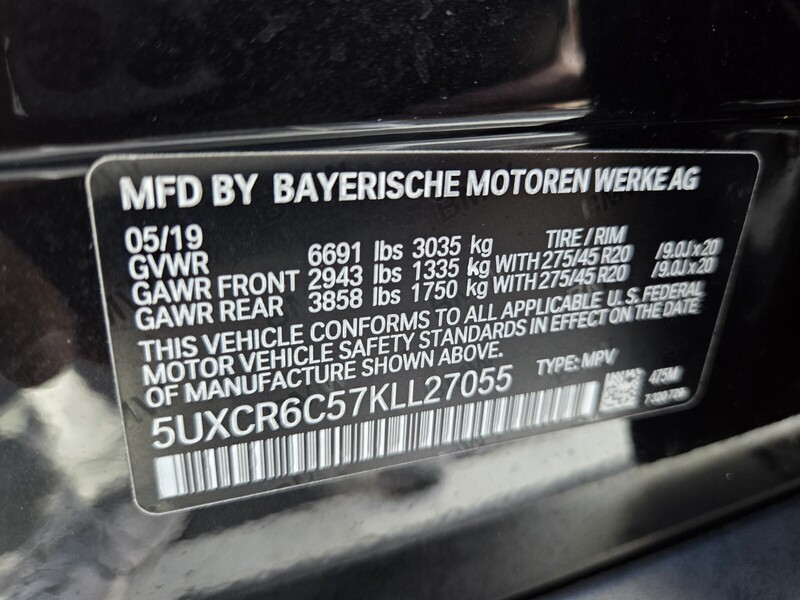 MFD BY BAYERISCHE MOTOREN WERKE AG
05/19
GVWR 6691 lbs 3035 kg TIRE / RIM
GAWR FRONT 2943 lbs 1335 kg WITH 275/45 R20 /9.0J x 20
GAWR REAR 3858 lbs 1750 kg WITH 275/45 R20 /9.0J x 20
THIS VEHICLE CONFORMS TO ALL APPLICABLE U.S. FEDERAL
MOTOR VEHICLE SAFETY STANDARDS IN EFFECT ON THE DATE
OF MANUFACTURE SHOWN ABOVE.
5UXCR6C57KLL27055 TYPE: MPV 475M